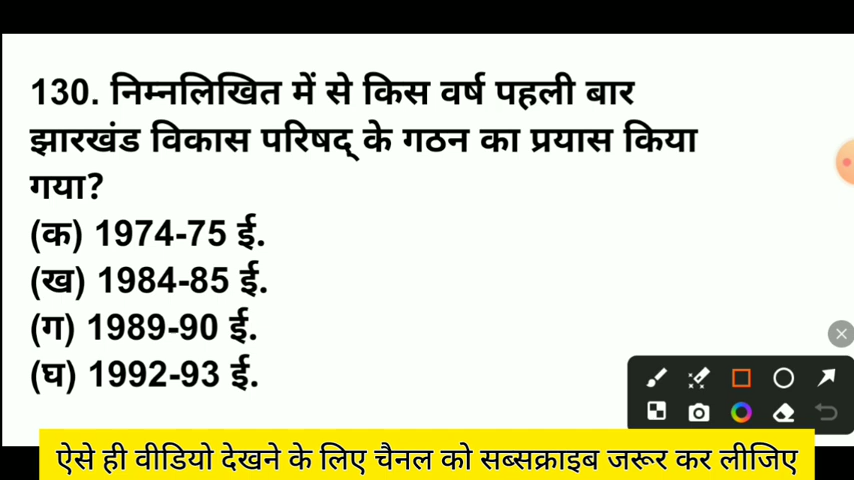 130. निम्नलिखित में से किस वर्ष पहली बार
झारखंड विकास परिषद् के गठन का प्रयास किया
गया?
(क) 1974-75 ई.
(ख) 1984-85 ई.
(ग) 1989-90 ई.
(घ) 1992-93 ई.
ऐसे ही वीडियो देखने के लिए चैनल को सब्सक्राइब जरूर कर लीजिए